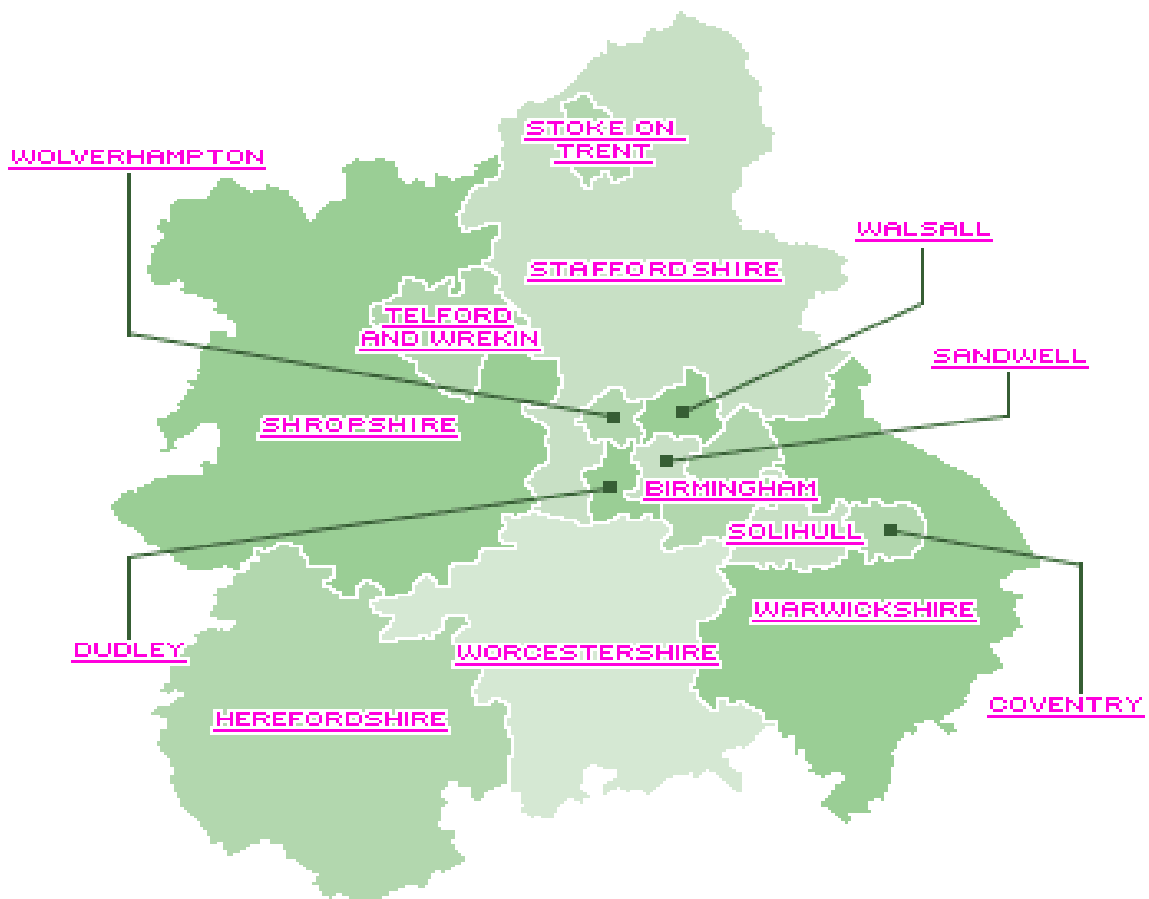 STOKE ON
TRENT
WOLVERHAMPTON
WALSALL
STAFFORDSHIRE
TELFORD
AND WREKIN
SANDWELL
SHROPSHIRE
BIRMINGHAM
SOLIHULL
WARWICKSHIRE
DUDLEY
WORCESTERSHIRE
COVENTRY
HEREFORDSHIRE